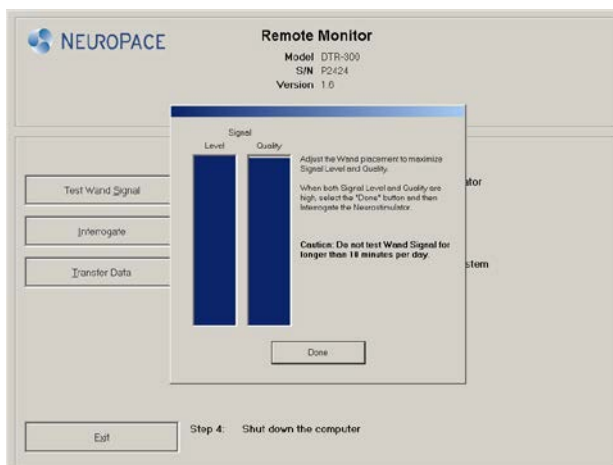 NEUROPACE
Remote Monitor
Model DTR-300
S/N P2424
Version 1.6
Signal
Level Quality
Adjust the Wand placement to maximize
Signal Level and Quality.
When both Signal Level and Quality are
high, select the "Done" button and then
Interrogate the Neurostimulator.
Caution: Do not test Wand Signal for
longer than 10 minutes per day.
Done
Test Wand Signal
ator
Interrogate
Transfer Data
stem
Exit
Step 4: Shut down the computer